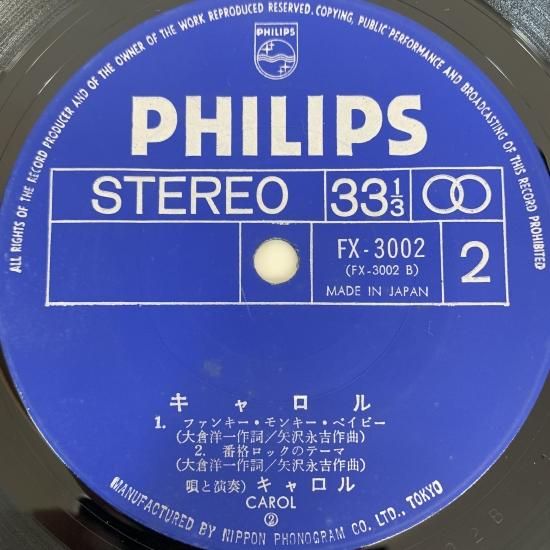 ALL RIGHTS OF THE RECORD PRODUCER AND OF THE OWNER OF THE WORK REPRODUCED RESERVED. COPYING, PUBLIC PERFORMANCE AND BROADCASTING OF THIS RECORD PROHIBITED
PHILIPS
PHILIPS
STEREO 33⅓
FX-3002
(FX-3002 B)
MADE IN JAPAN
2
キャロル
1. ファンキー・モンキー・ベイビー
(大倉洋一作詞/矢沢永吉作曲)
2. 番格ロックのテーマ
(大倉洋一作詞/矢沢永吉作曲)
唄と演奏) キャロル
CAROL
②
MANUFACTURED BY NIPPON PHONOGRAM CO. LTD., TOKYO